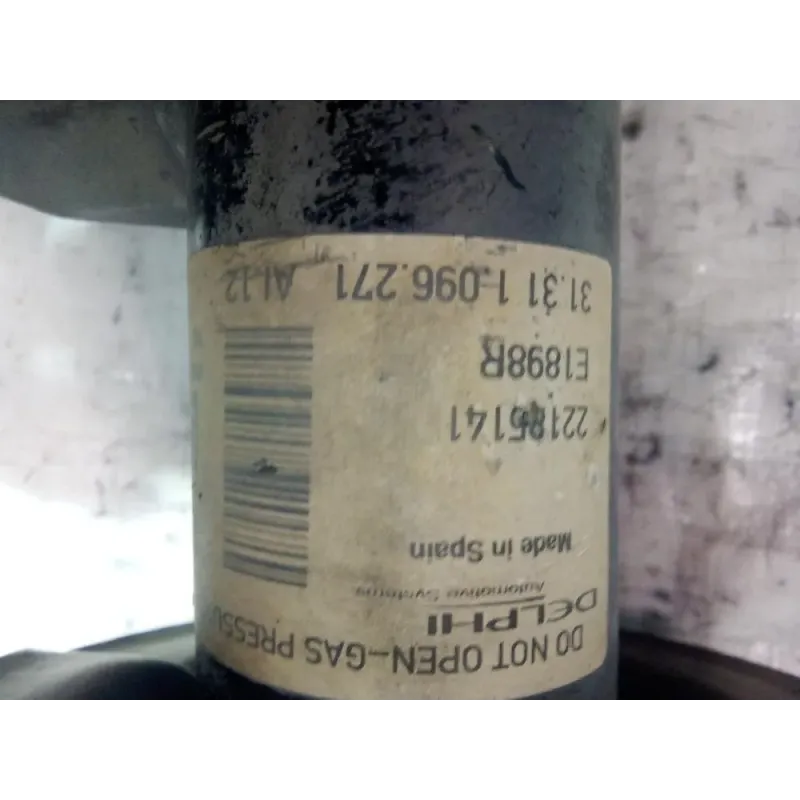 DO NOT OPEN-GAS PRESSU
DELPHI
Automotive Systems
Made in Spain
22185141
E1898R
31.31 1.096.271 AI.12